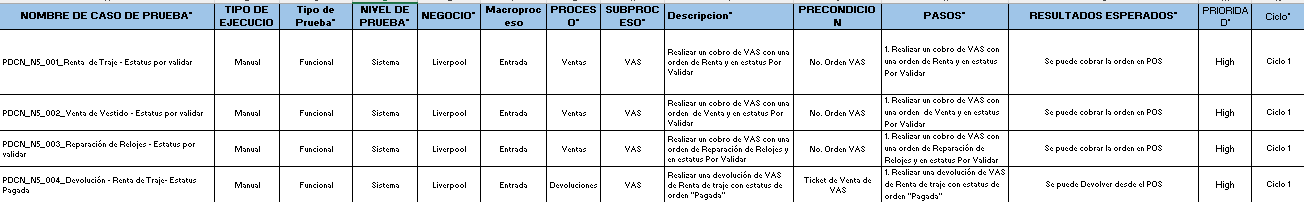 NOMBRE DE CASO DE PRUEBA* TIPO DE EJECUCIO Tipo de Prueba* NIVEL DE PRUEBA* NEGOCIO* Macroproceso PROCESO* SUBPROCESO* Descripcion* PRECONDICION PASOS* RESULTADOS ESPERADOS* PRIORIDAD* Ciclo*
PDCN_N5_001_Renta de Traje - Estatus por validar Manual Funcional Sistema Liverpool Entrada Ventas VAS Realizar un cobro de VAS con una orden de Renta y en estatus Por Validar No. Orden VAS 1. Realizar un cobro de VAS con una orden de Renta y en estatus Por Validar Se puede cobrar la orden en POS High Ciclo 1
PDCN_N5_002_Venta de Vestido - Estatus por validar Manual Funcional Sistema Liverpool Entrada Ventas VAS Realizar un cobro de VAS con una orden de Venta y en estatus Por Validar No. Orden VAS 1. Realizar un cobro de VAS con una orden de Venta y en estatus Por Validar Se puede cobrar la orden en POS High Ciclo 1
PDCN_N5_003_Reparación de Relojes - Estatus por validar Manual Funcional Sistema Liverpool Entrada Ventas VAS Realizar un cobro de VAS con una orden de Reparación de Relojes y en estatus Por Validar No. Orden VAS 1. Realizar un cobro de VAS con una orden de Reparación de Relojes y en estatus Por Validar Se puede cobrar la orden en POS High Ciclo 1
PDCN_N5_004_Devolución - Renta de Traje- Estatus Pagada Manual Funcional Sistema Liverpool Entrada Devoluciones VAS Realizar una devolución de VAS de Renta de traje con estatus de orden "Pagada" Ticket de Venta de VAS 1. Realizar una devolución de VAS de Renta de traje con estatus de orden "Pagada" Se puede Devolver desde el POS High Ciclo 1